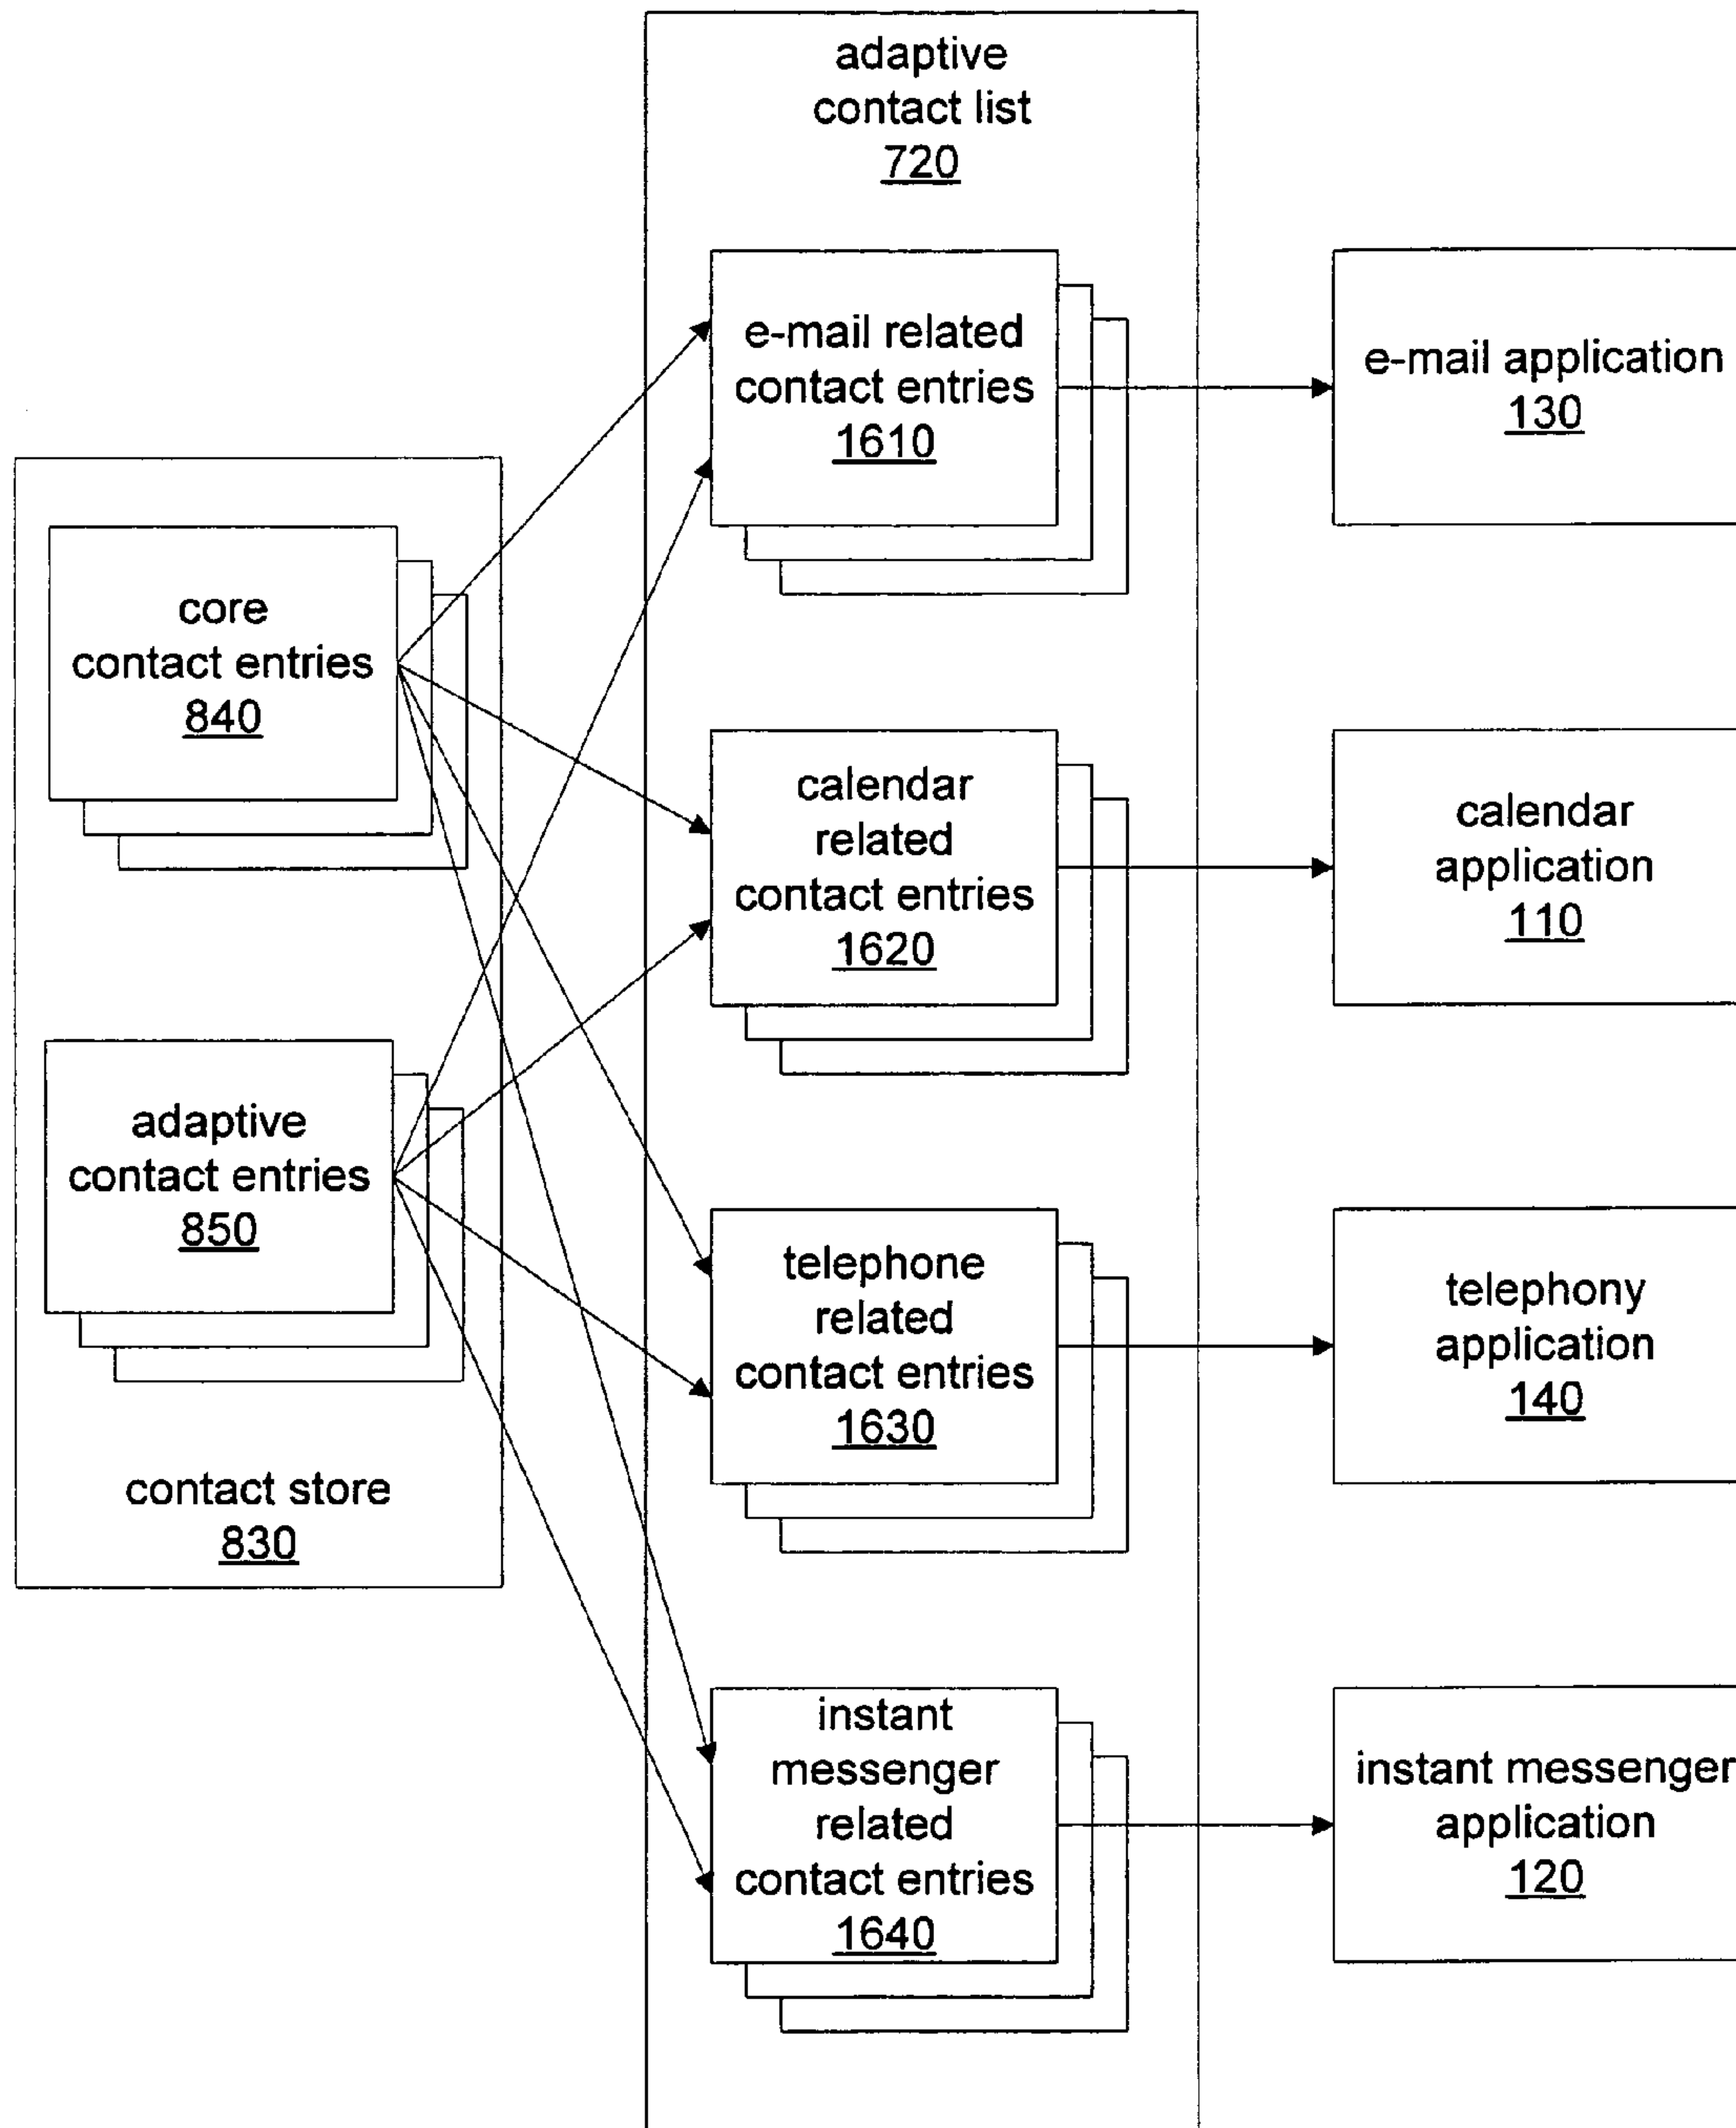 adaptive
contact list
720
e-mail related
contact entries
1610
e-mail application
130
core
contact entries
840
calendar
related
contact entries
1620
calendar
application
110
adaptive
contact entries
850
telephone
related
contact entries
1630
telephony
application
140
contact store
830
instant
messenger
related
contact entries
1640
instant messenger
application
120